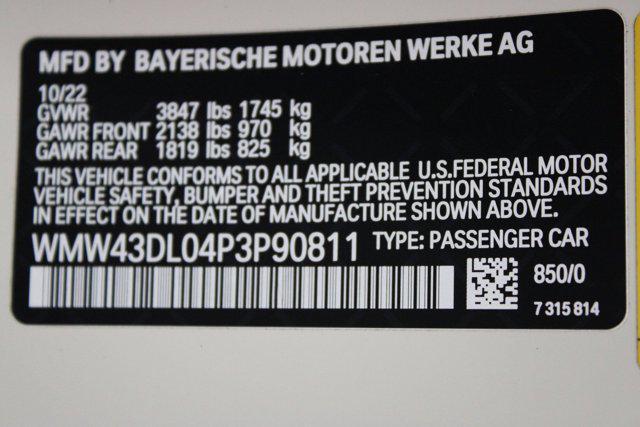 MFD BY BAYERISCHE MOTOREN WERKE AG
10/22
GVWR 3847 lbs 1745 kg
GAWR FRONT 2138 lbs 970 kg
GAWR REAR 1819 lbs 825 kg
THIS VEHICLE CONFORMS TO ALL APPLICABLE U.S.FEDERAL MOTOR
VEHICLE SAFETY, BUMPER AND THEFT PREVENTION STANDARDS
IN EFFECT ON THE DATE OF MANUFACTURE SHOWN ABOVE.
WMW43DL04P3P90811 TYPE: PASSENGER CAR
850/0
7 315 814